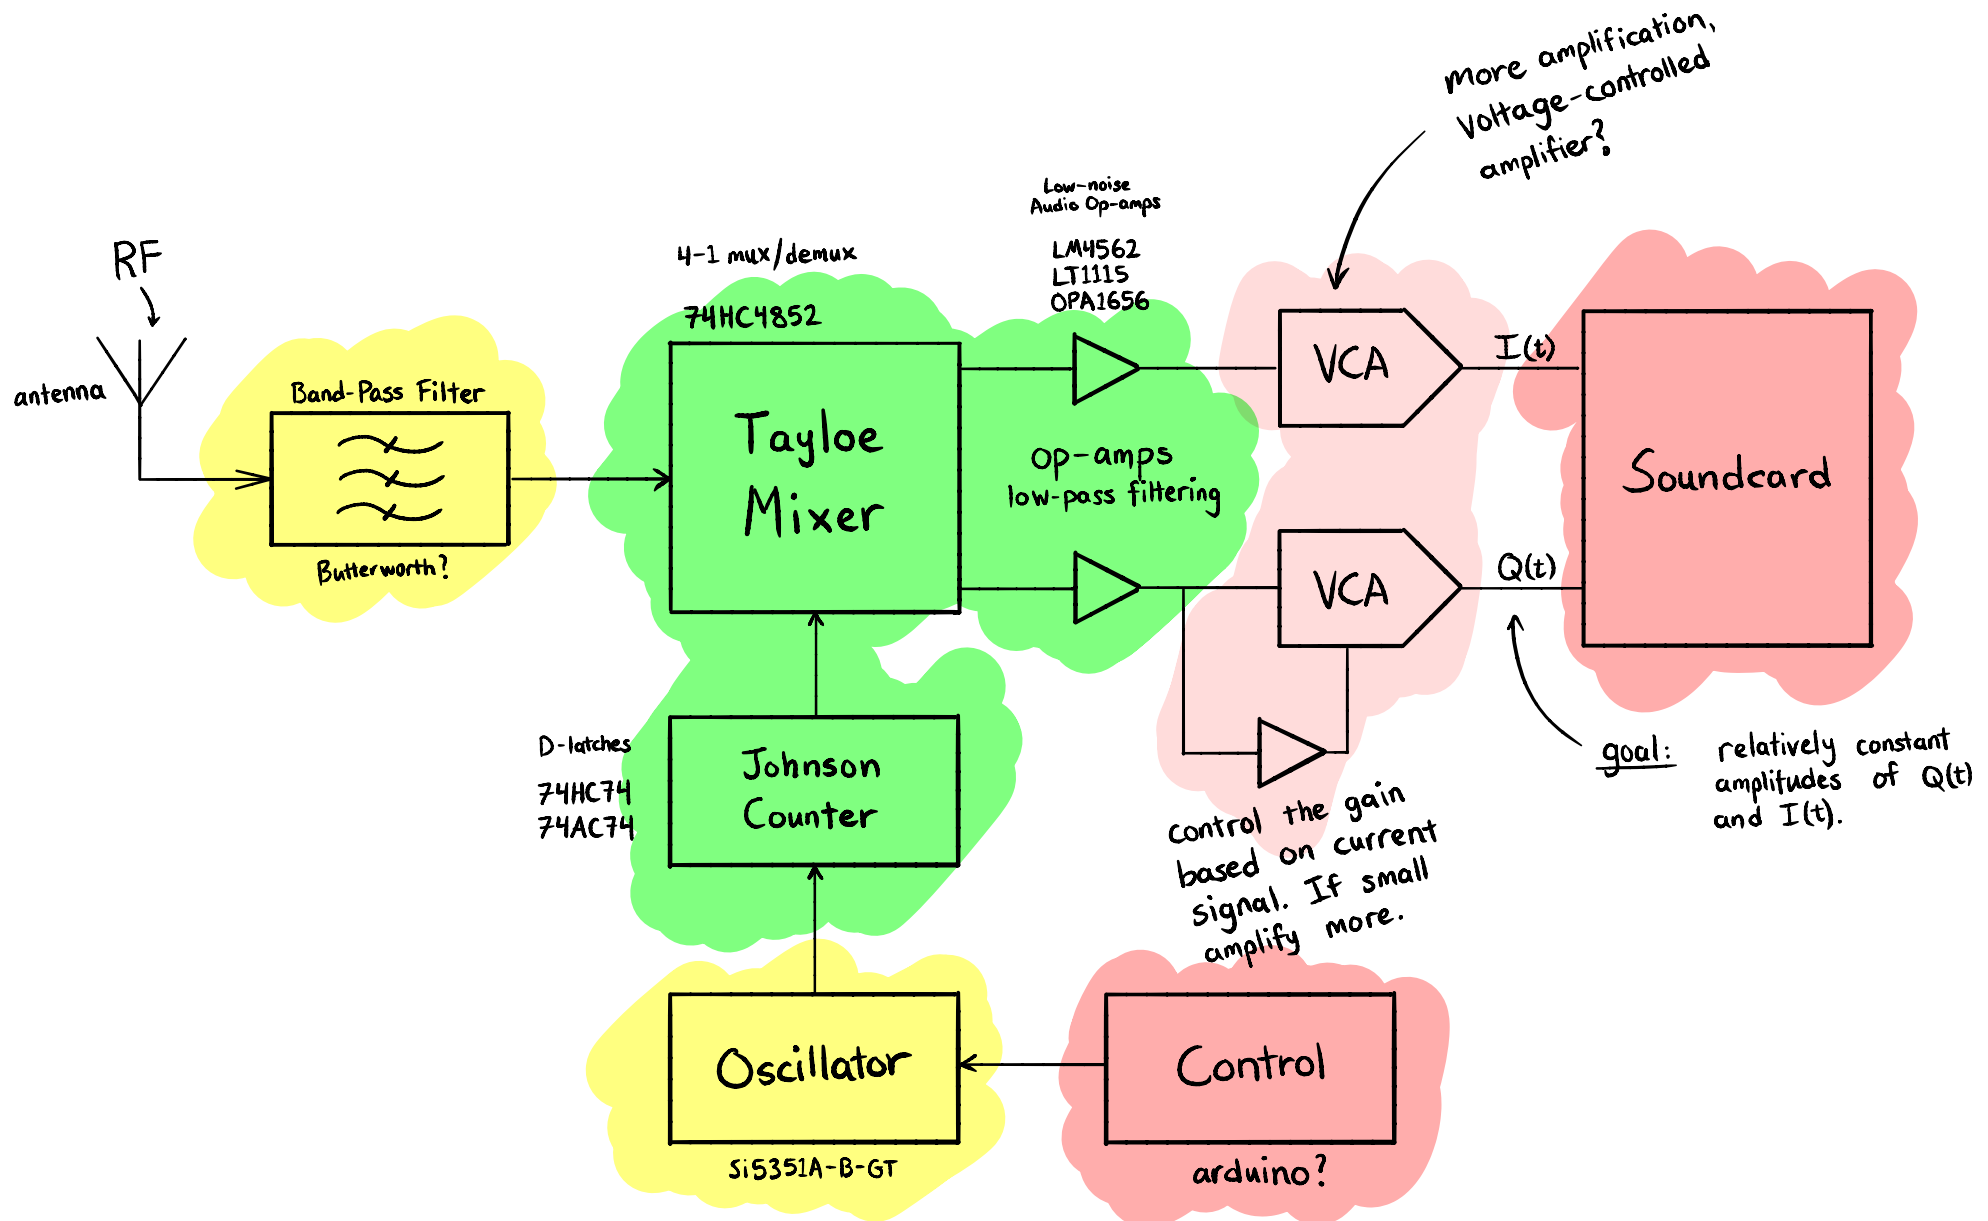 RF
antenna
Band-Pass Filter
Butterworth?
4-1 mux/demux
74HC4852
Tayloe
Mixer
Low-noise
Audio Op-amps
LM4562
LT1115
OPA1656
op-amps
low-pass filtering
More amplification,
Voltage-controlled
amplifier?
VCA
I(t)
VCA
Q(t)
Soundcard
goal: relatively constant
amplitudes of Q(t)
and I(t).
control the gain
based on current
signal. If small
amplify more.
D-latches
74HC74
74AC74
Johnson
Counter
Oscillator
Si5351A-B-GT
Control
arduino?